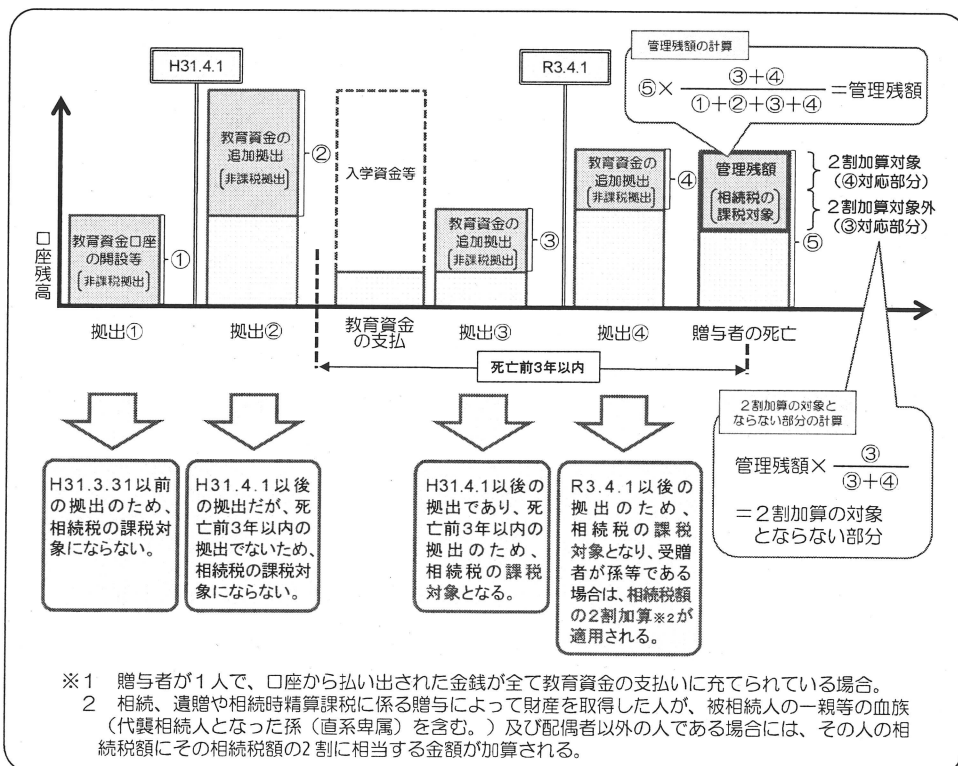 H31.4.1
R3.4.1
管理残額の計算
⑤×
③+④
①+②+③+④
=管理残額
口座残高
教育資金口座
の開設等
〔非課税拠出〕
①
教育資金の
追加拠出
〔非課税拠出〕
②
入学資金等
教育資金の
追加拠出
〔非課税拠出〕
③
教育資金の
追加拠出
〔非課税拠出〕
④
管理残額
〔相続税の
課税対象〕
⑤
2割加算対象
(④対応部分)
2割加算対象外
(③対応部分)
拠出①
拠出②
教育資金
の支払
拠出③
拠出④
贈与者の死亡
死亡前3年以内
H31.3.31以前
の拠出のため、
相続税の課税対
象にならない。
H31.4.1以後
の拠出だが、死
亡前3年以内の
拠出でないため、
相続税の課税対
象にならない。
H31.4.1以後の
拠出であり、死
亡前3年以内の
拠出のため、
相続税の課税
対象となる。
R3.4.1以後の
拠出のため、
相続税の課税
対象となり、受贈
者が孫等である
場合は、相続税額
の2割加算※2が
適用される。
2割加算の対象と
ならない部分の計算
管理残額×
③
③+④
=2割加算の対象
とならない部分
※1 贈与者が1人で、口座から払い出された金銭が全て教育資金の支払いに充てられている場合。
2 相続、遺贈や相続時精算課税に係る贈与によって財産を取得した人が、被相続人の一親等の血族
(代襲相続人となった孫(直系卑属)を含む。)及び配偶者以外の人である場合には、その人の相
続税額にその相続税額の2割に相当する金額が加算される。